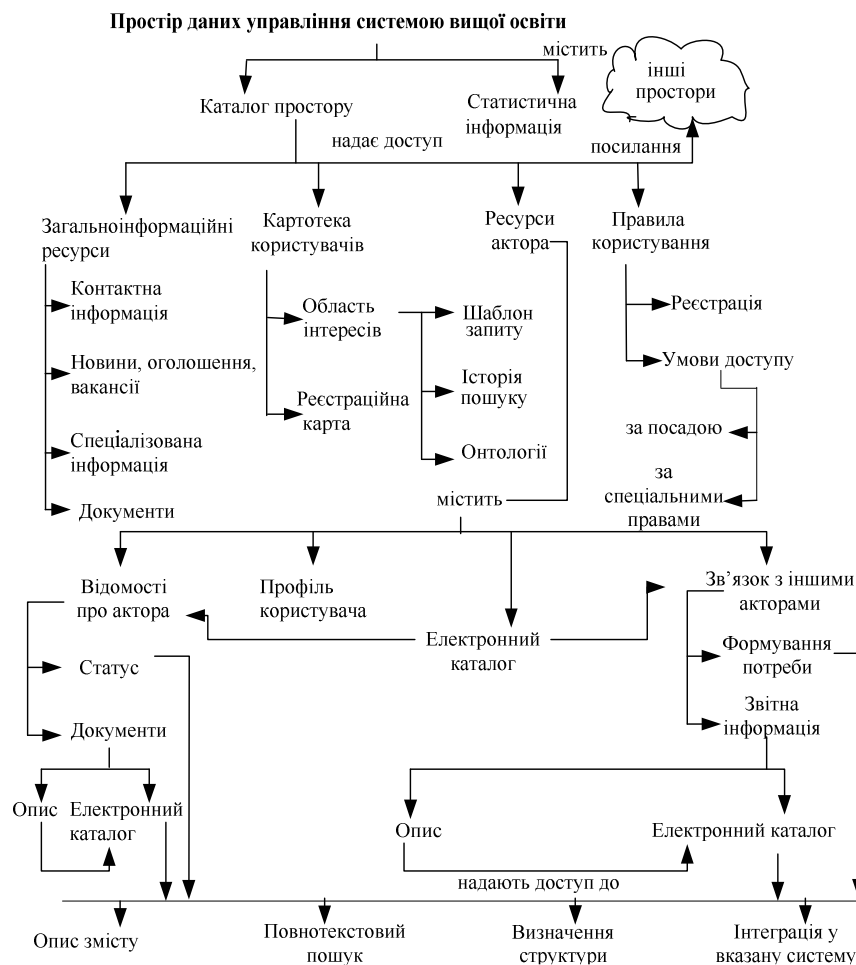 Простір даних управління системою вищої освіти
містить
інші
простори
Каталог простору
Статистична
інформація
надає доступ
посилання
Загальноінформаційні
ресурси
Картотека
користувачів
Ресурси
актора
Правила
користування
Контактна
інформація
Область
інтересів
Шаблон
запиту
Реєстрація
Новини, оголошення,
вакансії
Умови доступу
Історія
пошуку
Реєстраційна
карта
за посадою
Спеціалізована
інформація
Онтології
за
спеціальними
правами
Документи
містить
Відомості
про актора
Профіль
користувача
Електронний
каталог
Зв’язок з іншими
акторами
Статус
Формування
потреби
Документи
Звітна
інформація
Опис
Електронний
каталог
Опис
Електронний каталог
надають доступ до
Опис змісту
Повнотекстовий
пошук
Визначення
структури
Інтеграція у
вказану систему